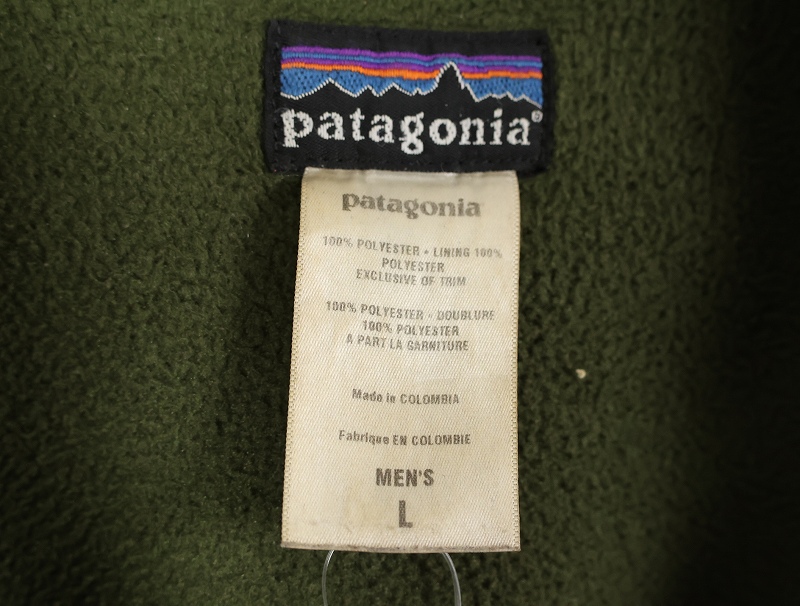 patagonia®
patagonia
100% POLYESTER • LINING 100%
POLYESTER
EXCLUSIVE OF TRIM
100% POLYESTER • DOUBLURE
100% POLYESTER
A PART LA GARNITURE
Made in COLOMBIA
Fabrique EN COLOMBIE
MEN'S
L